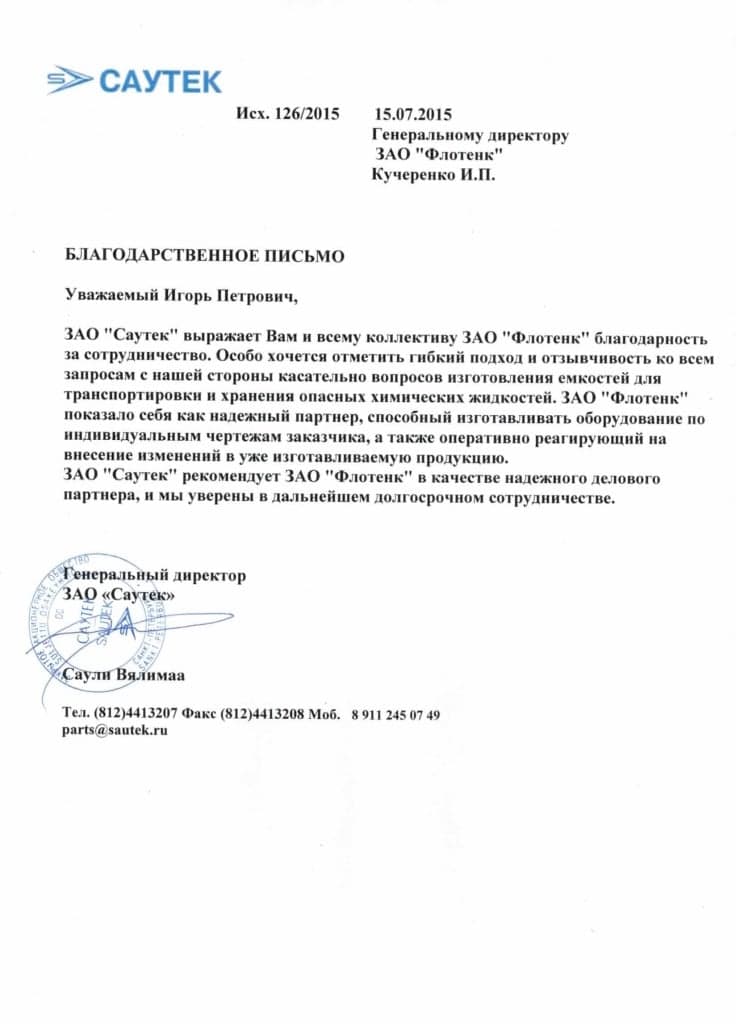 САУТЕК
Исх. 126/2015 15.07.2015
Генеральному директору
ЗАО "Флотенк"
Кучеренко И.П.
БЛАГОДАРСТВЕННОЕ ПИСЬМО
Уважаемый Игорь Петрович,
ЗАО "Саутек" выражает Вам и всему коллективу ЗАО "Флотенк" благодарность
за сотрудничество. Особо хочется отметить гибкий подход и отзывчивость ко всем
запросам с нашей стороны касательно вопросов изготовления емкостей для
транспортировки и хранения опасных химических жидкостей. ЗАО "Флотенк"
показало себя как надежный партнер, способный изготавливать оборудование по
индивидуальным чертежам заказчика, а также оперативно реагирующий на
внесение изменений в уже изготавливаемую продукцию.
ЗАО "Саутек" рекомендует ЗАО "Флотенк" в качестве надежного делового
партнера, и мы уверены в дальнейшем долгосрочном сотрудничестве.
Генеральный директор
ЗАО «Саутек»
САУТЕК
SAUTEK
Саули Вялимаа
Тел. (812)4413207 Факс (812)4413208 Моб. 8 911 245 07 49
parts@sautek.ru